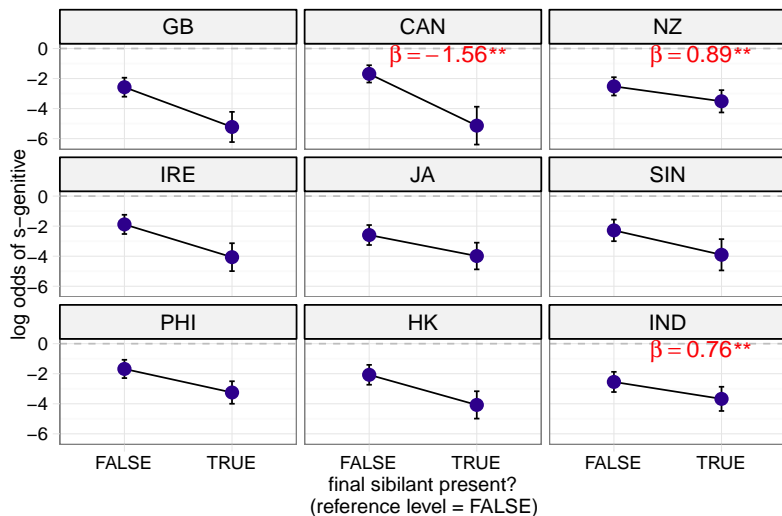 GB CAN NZ
0 β = −1.56** β = 0.89**
−2
−4
−6
IRE JA SIN
0
−2
−4
−6
PHI HK IND
0 β = 0.76**
−2
−4
−6
log odds of s−genitive
FALSE TRUE FALSE TRUE FALSE TRUE
final sibilant present?
(reference level = FALSE)